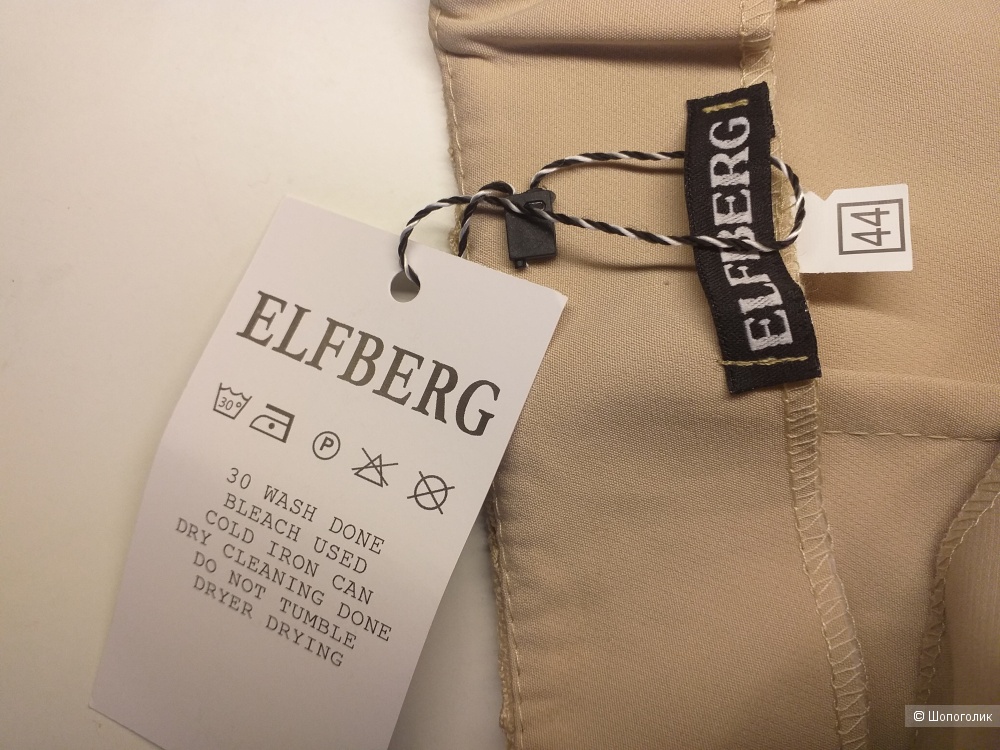 ELFBERG
30°
P
30 WASH DONE
BLEACH USED
COLD IRON CAN
DRY CLEANING DONE
DO NOT TUMBLE
DRYER DRYING
ELFBERG
44
© Шопоголик